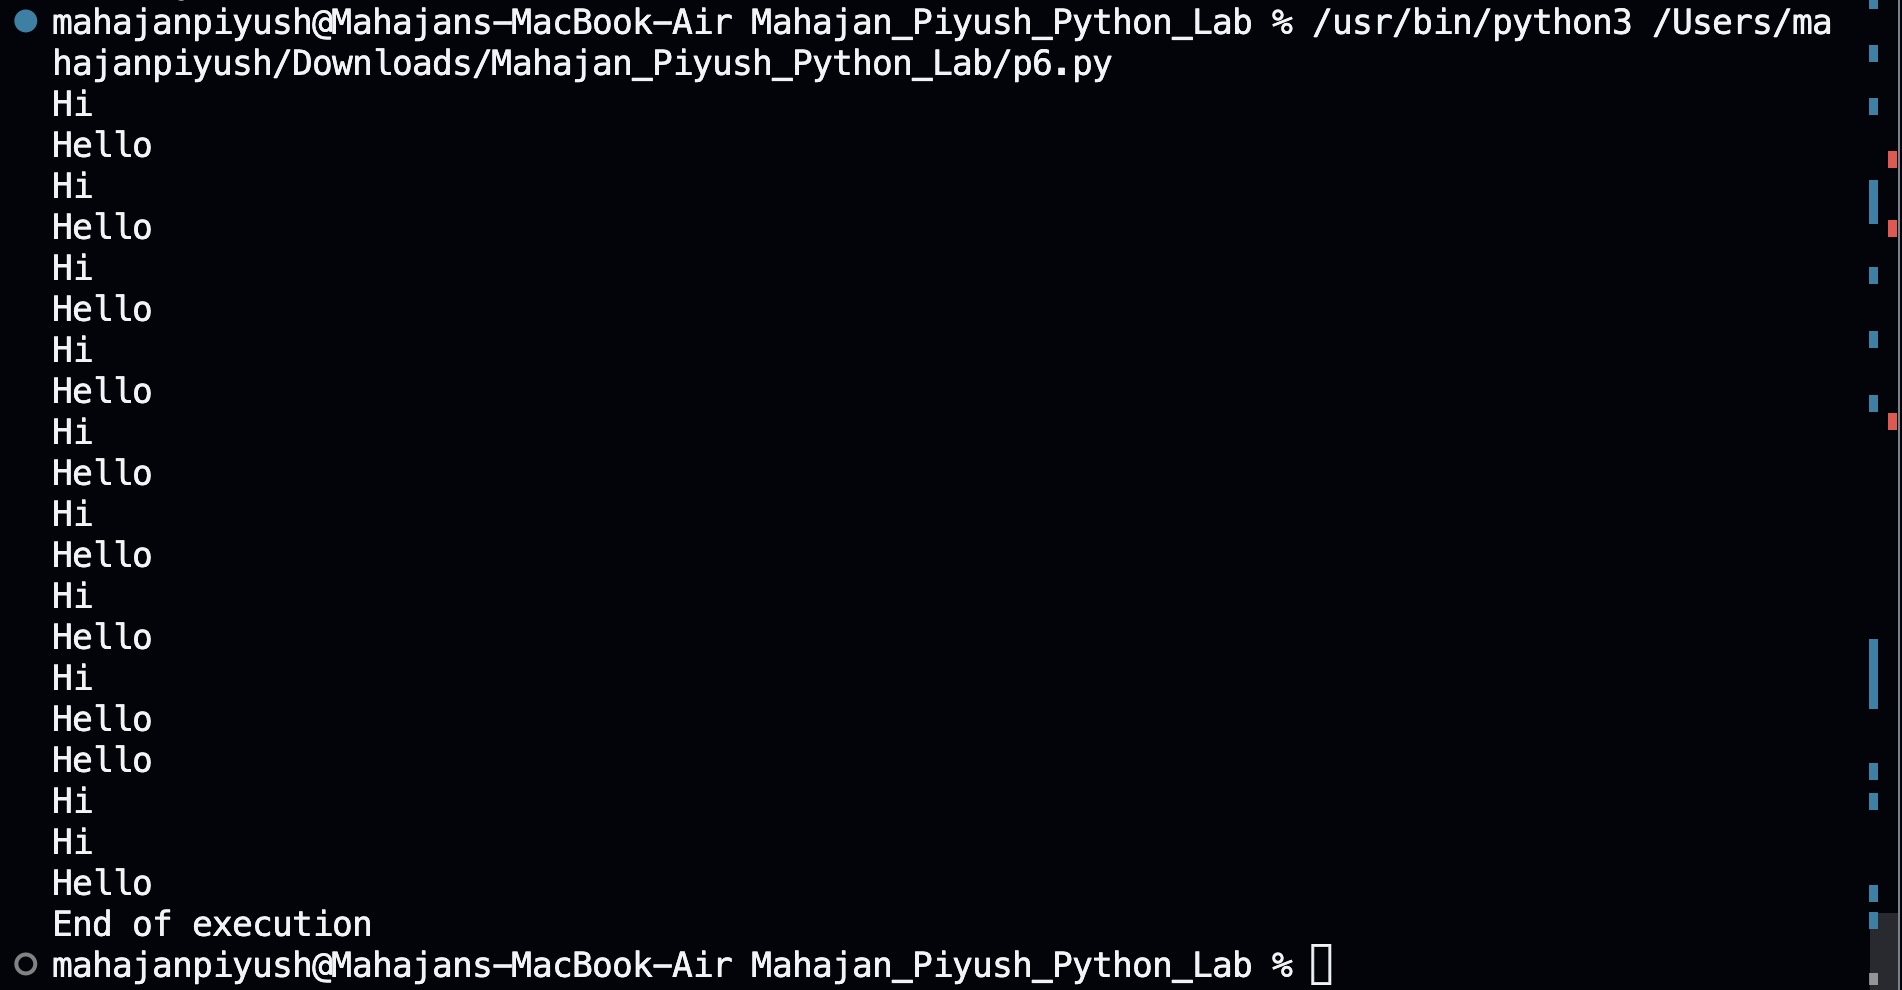 mahajanpiyush@Mahajans-MacBook-Air Mahajan_Piyush_Python_Lab % /usr/bin/python3 /Users/ma
hajanpiyush/Downloads/Mahajan_Piyush_Python_Lab/p6.py
Hi
Hello
Hi
Hello
Hi
Hello
Hi
Hello
Hi
Hello
Hi
Hello
Hi
Hello
Hi
Hello
Hello
Hi
Hi
Hello
End of execution
mahajanpiyush@Mahajans-MacBook-Air Mahajan_Piyush_Python_Lab %